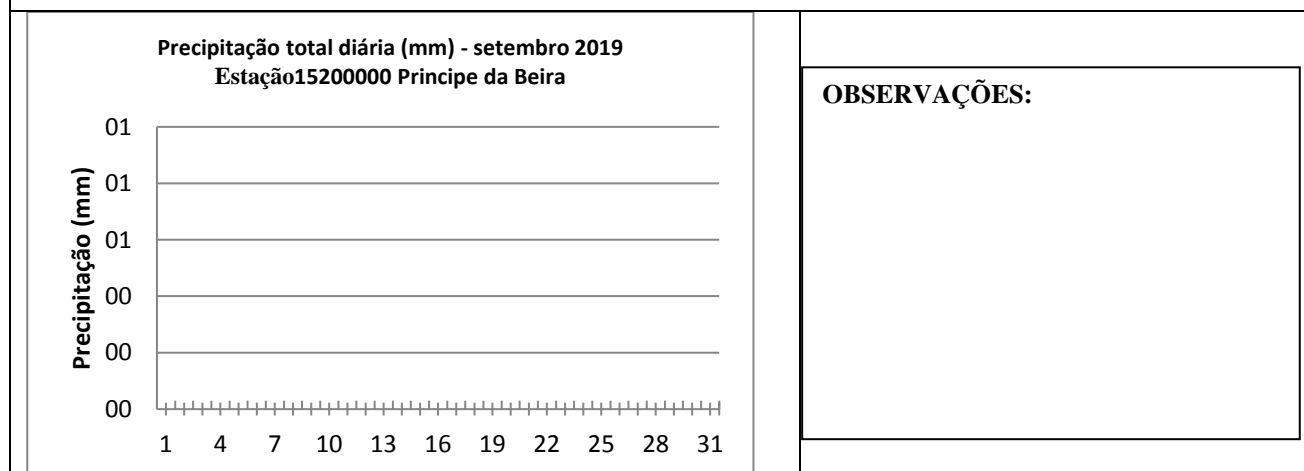 Precipitação total diária (mm) - setembro 2019
Estação15200000 Principe da Beira
Precipitação (mm)
01
01
01
00
00
00
1 4 7 10 13 16 19 22 25 28 31
OBSERVAÇÕES: